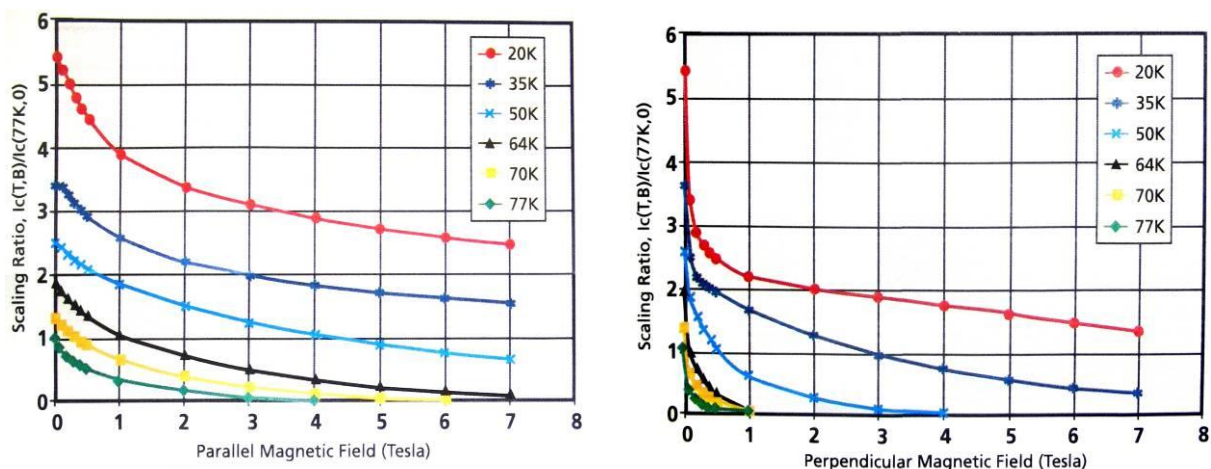 Scaling Ratio, Ic(T,B)/Ic(77K,0)
6
5
4
3
2
1
0
20K
35K
50K
64K
70K
77K
0 1 2 3 4 5 6 7 8
Parallel Magnetic Field (Tesla)
Scaling Ratio, Ic(T,B)/Ic(77K,0)
6
5
4
3
2
1
0
20K
35K
50K
64K
70K
77K
0 1 2 3 4 5 6 7 8
Perpendicular Magnetic Field (Tesla)